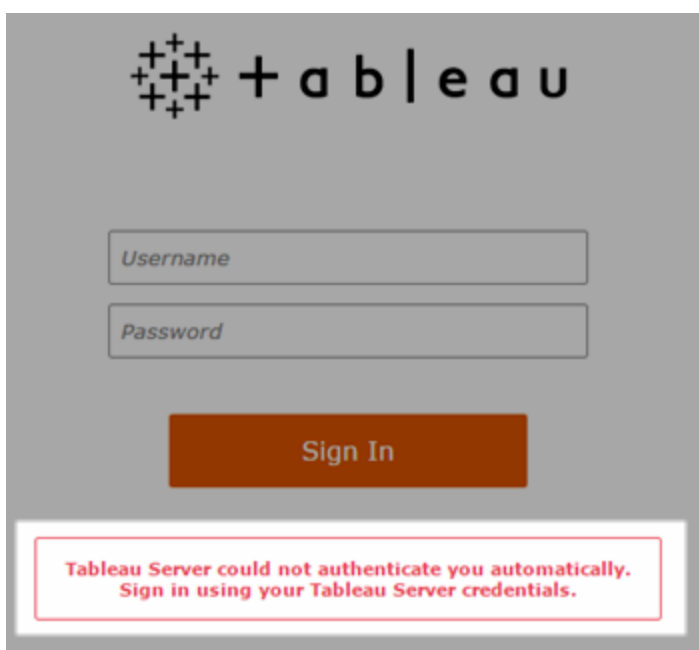 + a b | e a u
Username
Password
Sign In
Tableau Server could not authenticate you automatically.
Sign in using your Tableau Server credentials.